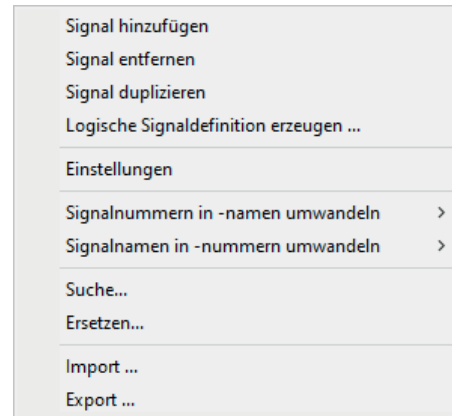 Signal hinzufügen
Signal entfernen
Signal duplizieren
Logische Signaldefinition erzeugen ...
Einstellungen
Signalnummern in -namen umwandeln
Signalnamen in -nummern umwandeln
Suche...
Ersetzen...
Import ...
Export ...